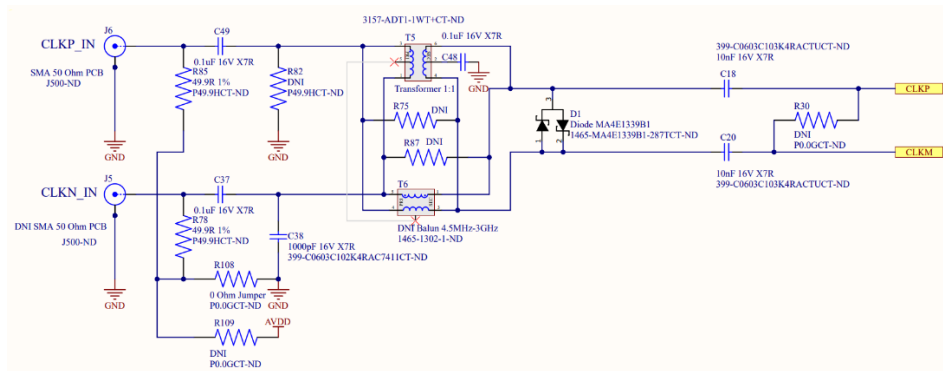 3157-ADT1-1WT+CT-ND
J6
CLKP_IN
C49
T5
0.1uF 16V X7R
399-C0603C103K4RACTUCT-ND
10nF 16V X7R
SMA 50 Ohm PCB
J500-ND
0.1uF 16V X7R
R85
49.9R 1%
P49.9HCT-ND
R82
DNI
P49.9HCT-ND
C48
GND
Transformer 1:1
C18
CLKP
R75
DNI
D1
Diode MA4E1339B1
1465-MA4E1339B1-287TCT-ND
3
1
2
R30
DNI
P0.0GCT-ND
GND
GND
R87
DNI
C20
CLKM
J5
CLKN_IN
C37
T6
10nF 16V X7R
399-C0603C103K4RACTUCT-ND
0.1uF 16V X7R
DNI SMA 50 Ohm PCB
J500-ND
R78
49.9R 1%
P49.9HCT-ND
C38
1000pF 16V X7R
399-C0603C102K4RAC7411CT-ND
DNI Balun 4.5MHz-3GHz
1465-1302-1-ND
R108
0 Ohm Jumper
P0.0GCT-ND
GND
GND
R109
AVDD
DNI
P0.0GCT-ND